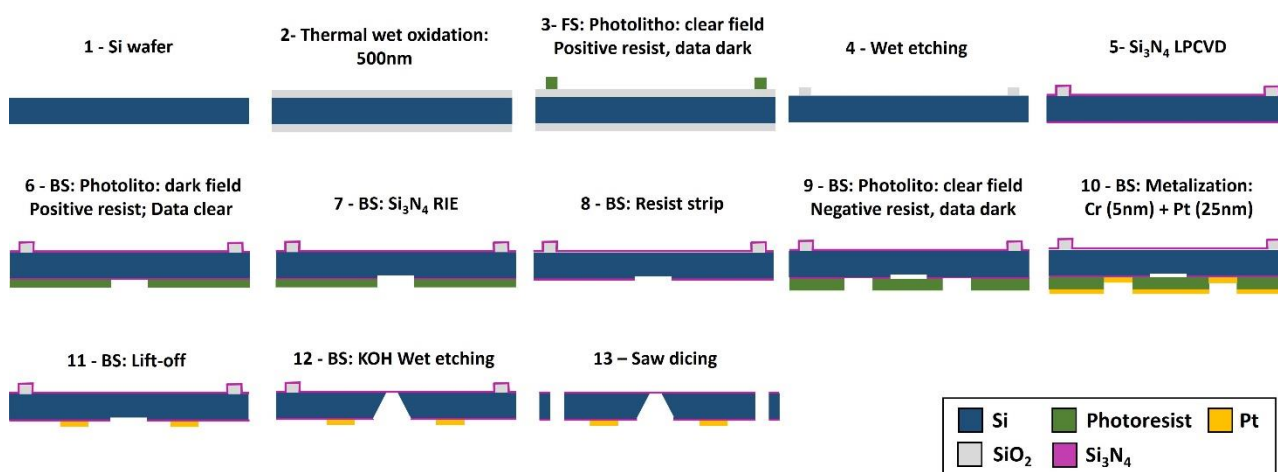 1 - Si wafer
2- Thermal wet oxidation:
500nm
3- FS: Photolitho: clear field
Positive resist, data dark
4 - Wet etching
5- Si₃N₄ LPCVD
6 - BS: Photolito: dark field
Positive resist; Data clear
7 - BS: Si₃N₄ RIE
8 - BS: Resist strip
9 - BS: Photolito: clear field
Negative resist, data dark
10 - BS: Metalization:
Cr (5nm) + Pt (25nm)
11 - BS: Lift-off
12 - BS: KOH Wet etching
13 – Saw dicing
Si
Photoresist
Pt
SiO₂
Si₃N₄